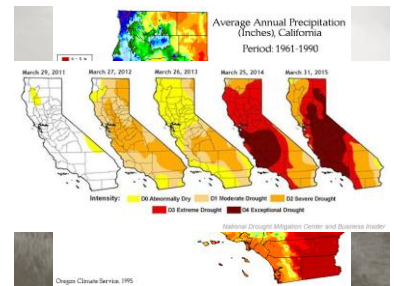 Average Annual Precipitation
(Inches), California
Period: 1961-1990
March 29, 2011
March 27, 2012
March 26, 2013
March 25, 2014
March 31, 2015
Intensity:
D0 Abnormally Dry
D1 Moderate Drought
D2 Severe Drought
D3 Extreme Drought
D4 Exceptional Drought
National Drought Mitigation Center and Business Insider
Oregon Climate Service, 1995